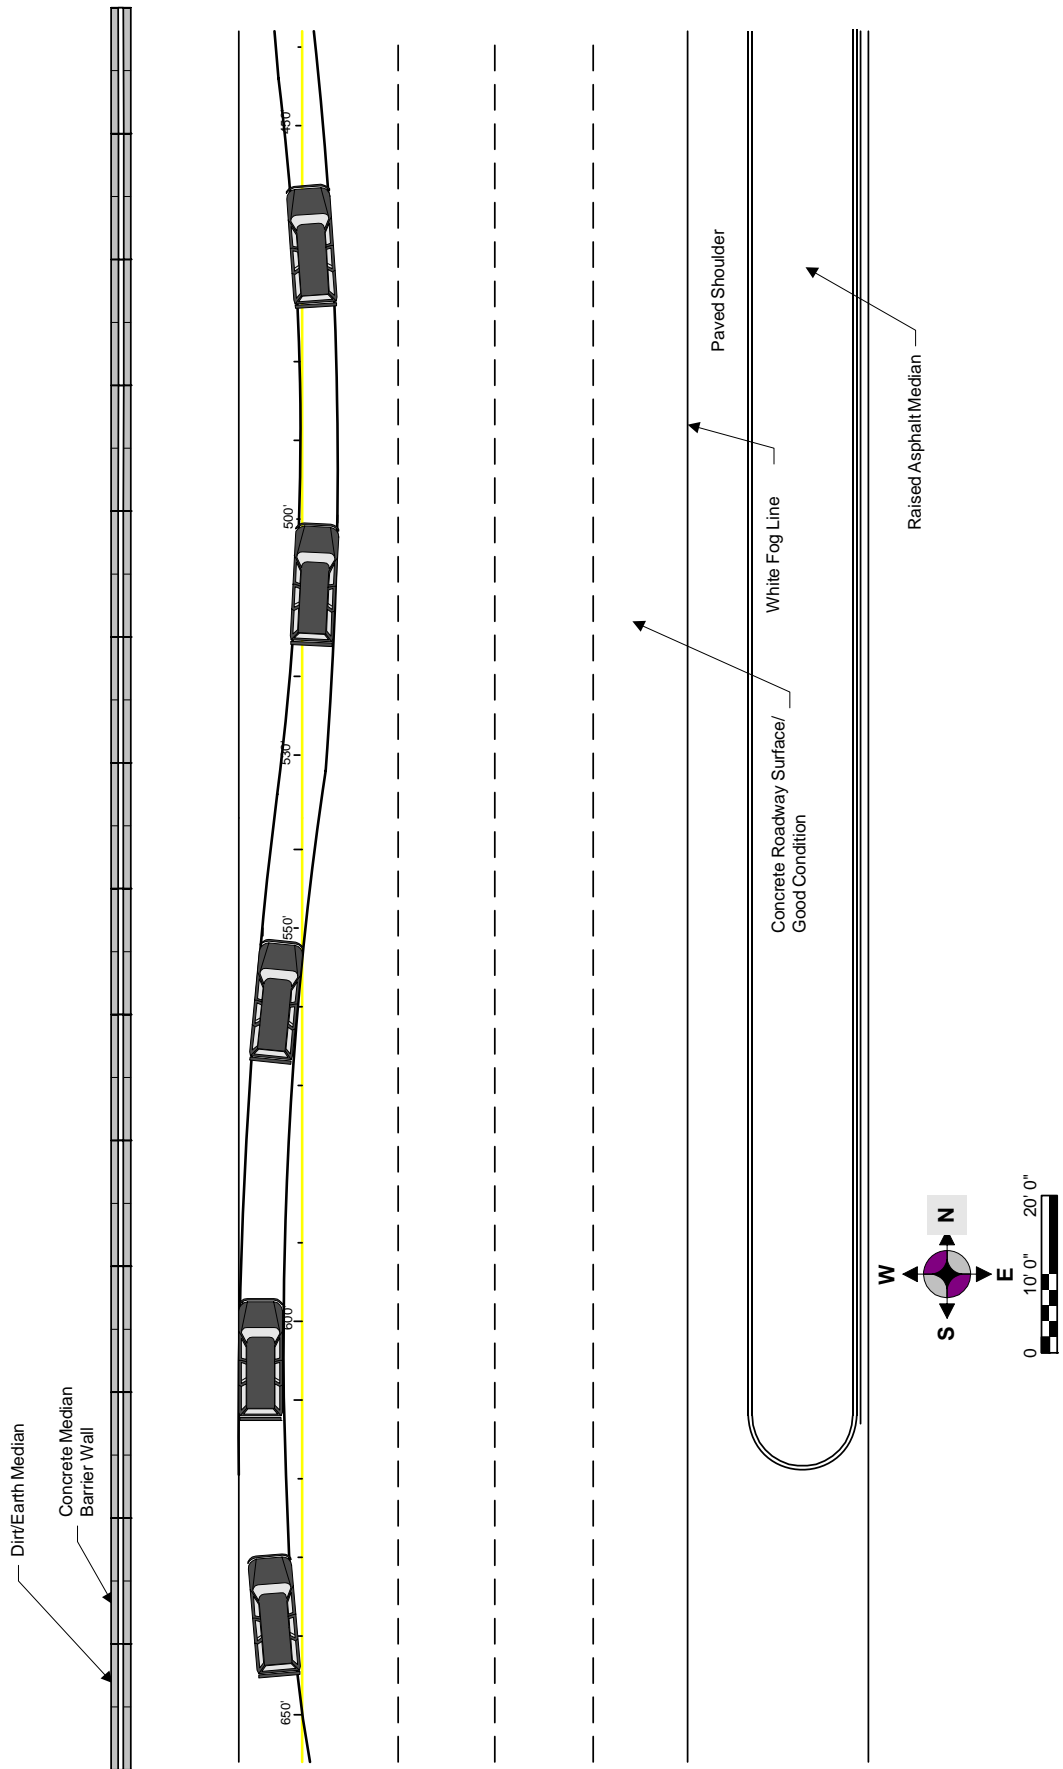 Dirt/Earth Median
Concrete Median
Barrier Wall
450'
500'
530'
550'
600'
650'
Paved Shoulder
White Fog Line
Concrete Roadway Surface/
Good Condition
Raised Asphalt Median
W
N
S
E
0
10' 0"
20' 0"